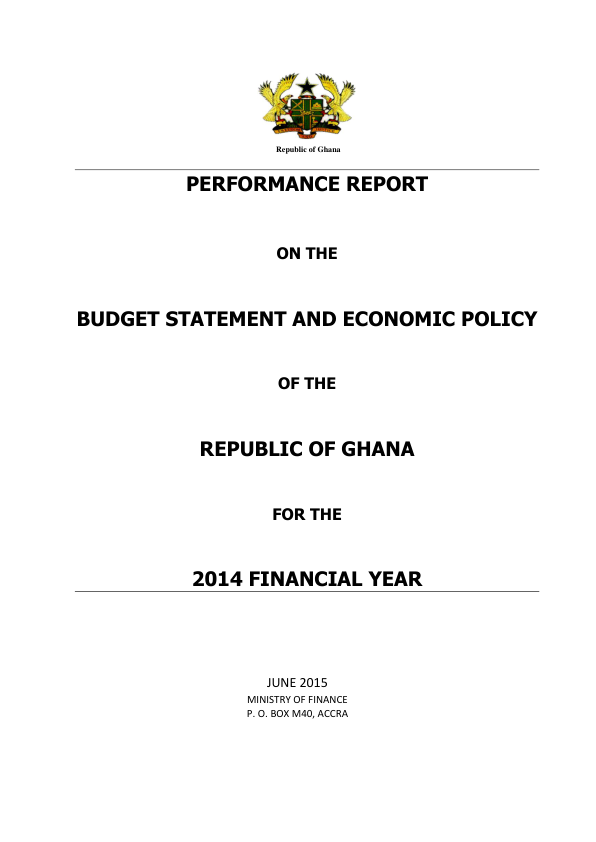 Republic of Ghana
PERFORMANCE REPORT
ON THE
BUDGET STATEMENT AND ECONOMIC POLICY
OF THE
REPUBLIC OF GHANA
FOR THE
2014 FINANCIAL YEAR
JUNE 2015
MINISTRY OF FINANCE
P. O. BOX M40, ACCRA